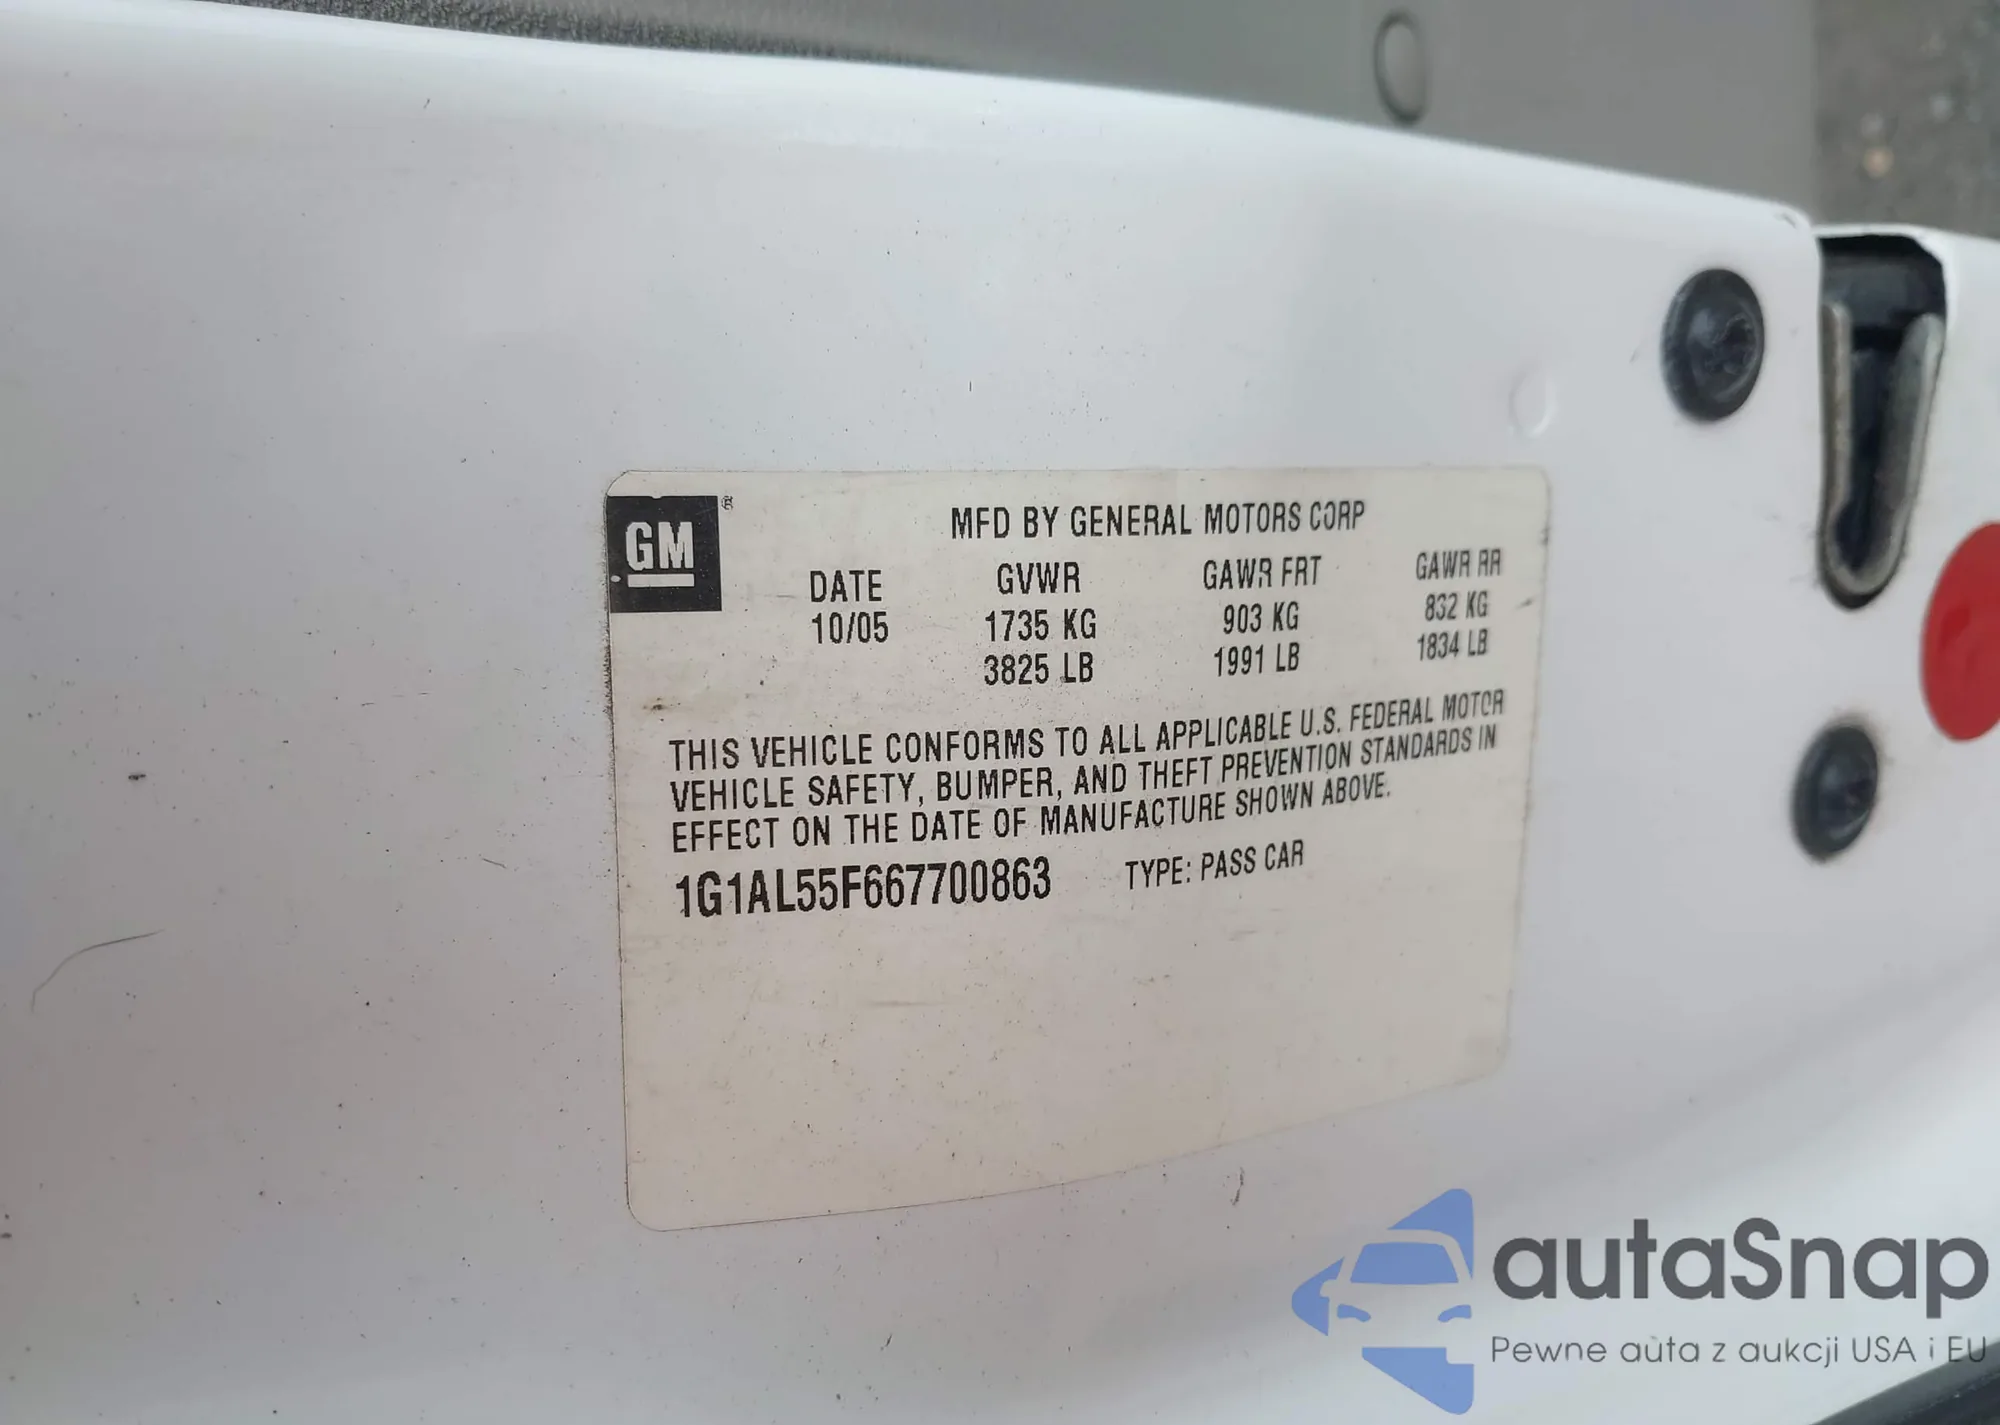 GM ®
MFD BY GENERAL MOTORS CORP
DATE GVWR GAWR FRT GAWR RR
10/05 1735 KG 903 KG 832 KG
3825 LB 1991 LB 1834 LB
THIS VEHICLE CONFORMS TO ALL APPLICABLE U.S. FEDERAL MOTOR
VEHICLE SAFETY, BUMPER, AND THEFT PREVENTION STANDARDS IN
EFFECT ON THE DATE OF MANUFACTURE SHOWN ABOVE.
1G1AL55F667700863 TYPE: PASS CAR
autaSnap
Pewne auta z aukcji USA i EU